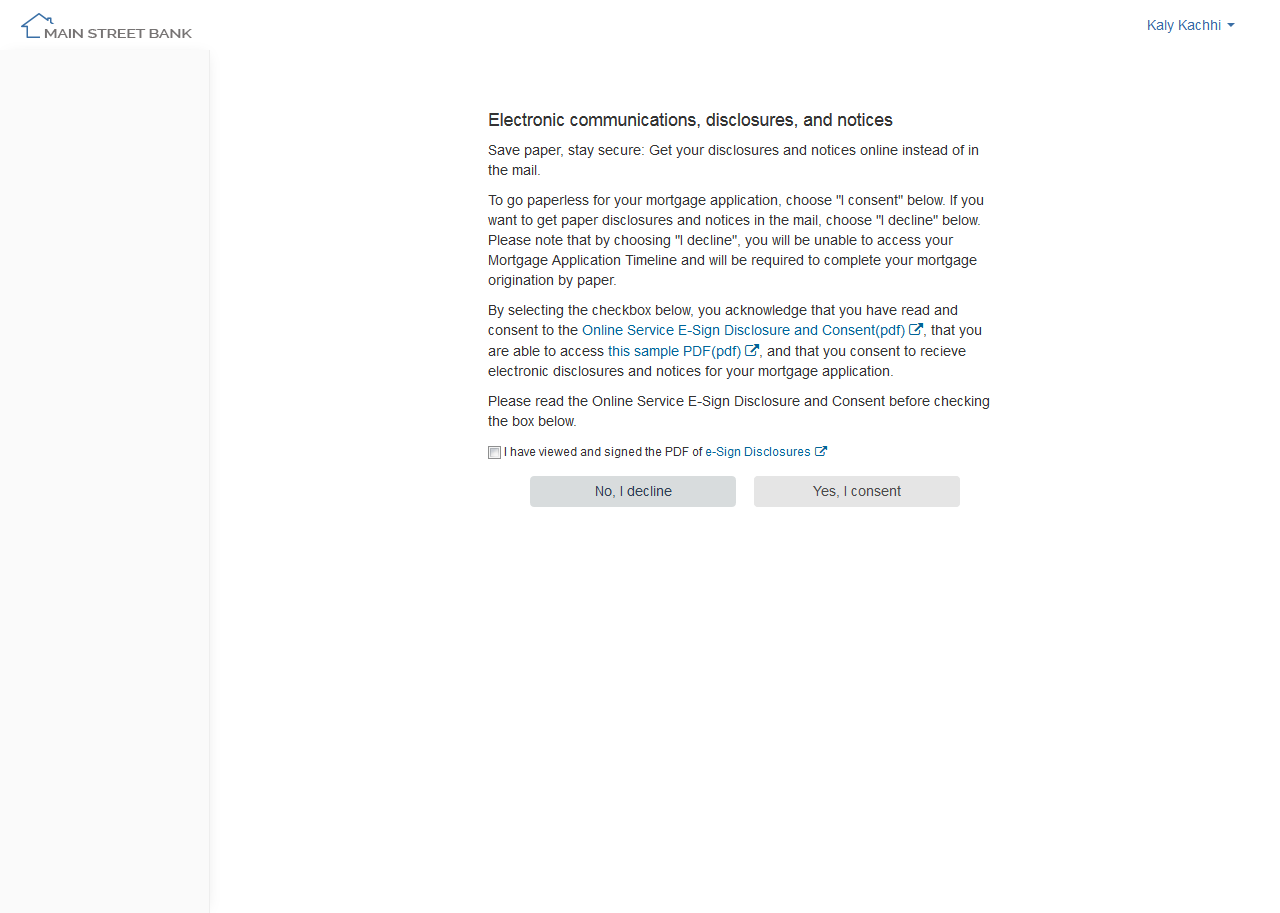 MAIN STREET BANK
Kaly Kachhi
Electronic communications, disclosures, and notices
Save paper, stay secure: Get your disclosures and notices online instead of in
the mail.
To go paperless for your mortgage application, choose "I consent" below. If you
want to get paper disclosures and notices in the mail, choose "I decline" below.
Please note that by choosing "I decline", you will be unable to access your
Mortgage Application Timeline and will be required to complete your mortgage
origination by paper.
By selecting the checkbox below, you acknowledge that you have read and
consent to the Online Service E-Sign Disclosure and Consent(pdf) , that you
are able to access this sample PDF(pdf) , and that you consent to recieve
electronic disclosures and notices for your mortgage application.
Please read the Online Service E-Sign Disclosure and Consent before checking
the box below.
I have viewed and signed the PDF of e-Sign Disclosures
No, I decline
Yes, I consent